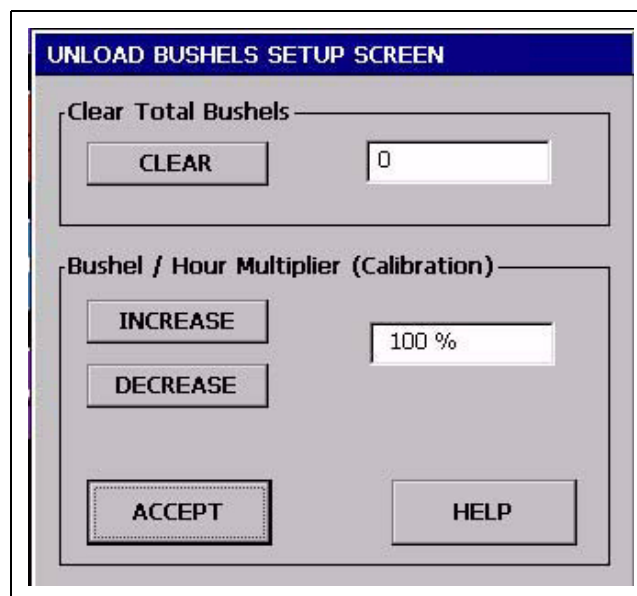 UNLOAD BUSHELS SETUP SCREEN
Clear Total Bushels
CLEAR
0
Bushel / Hour Multiplier (Calibration)
INCREASE
100 %
DECREASE
ACCEPT
HELP